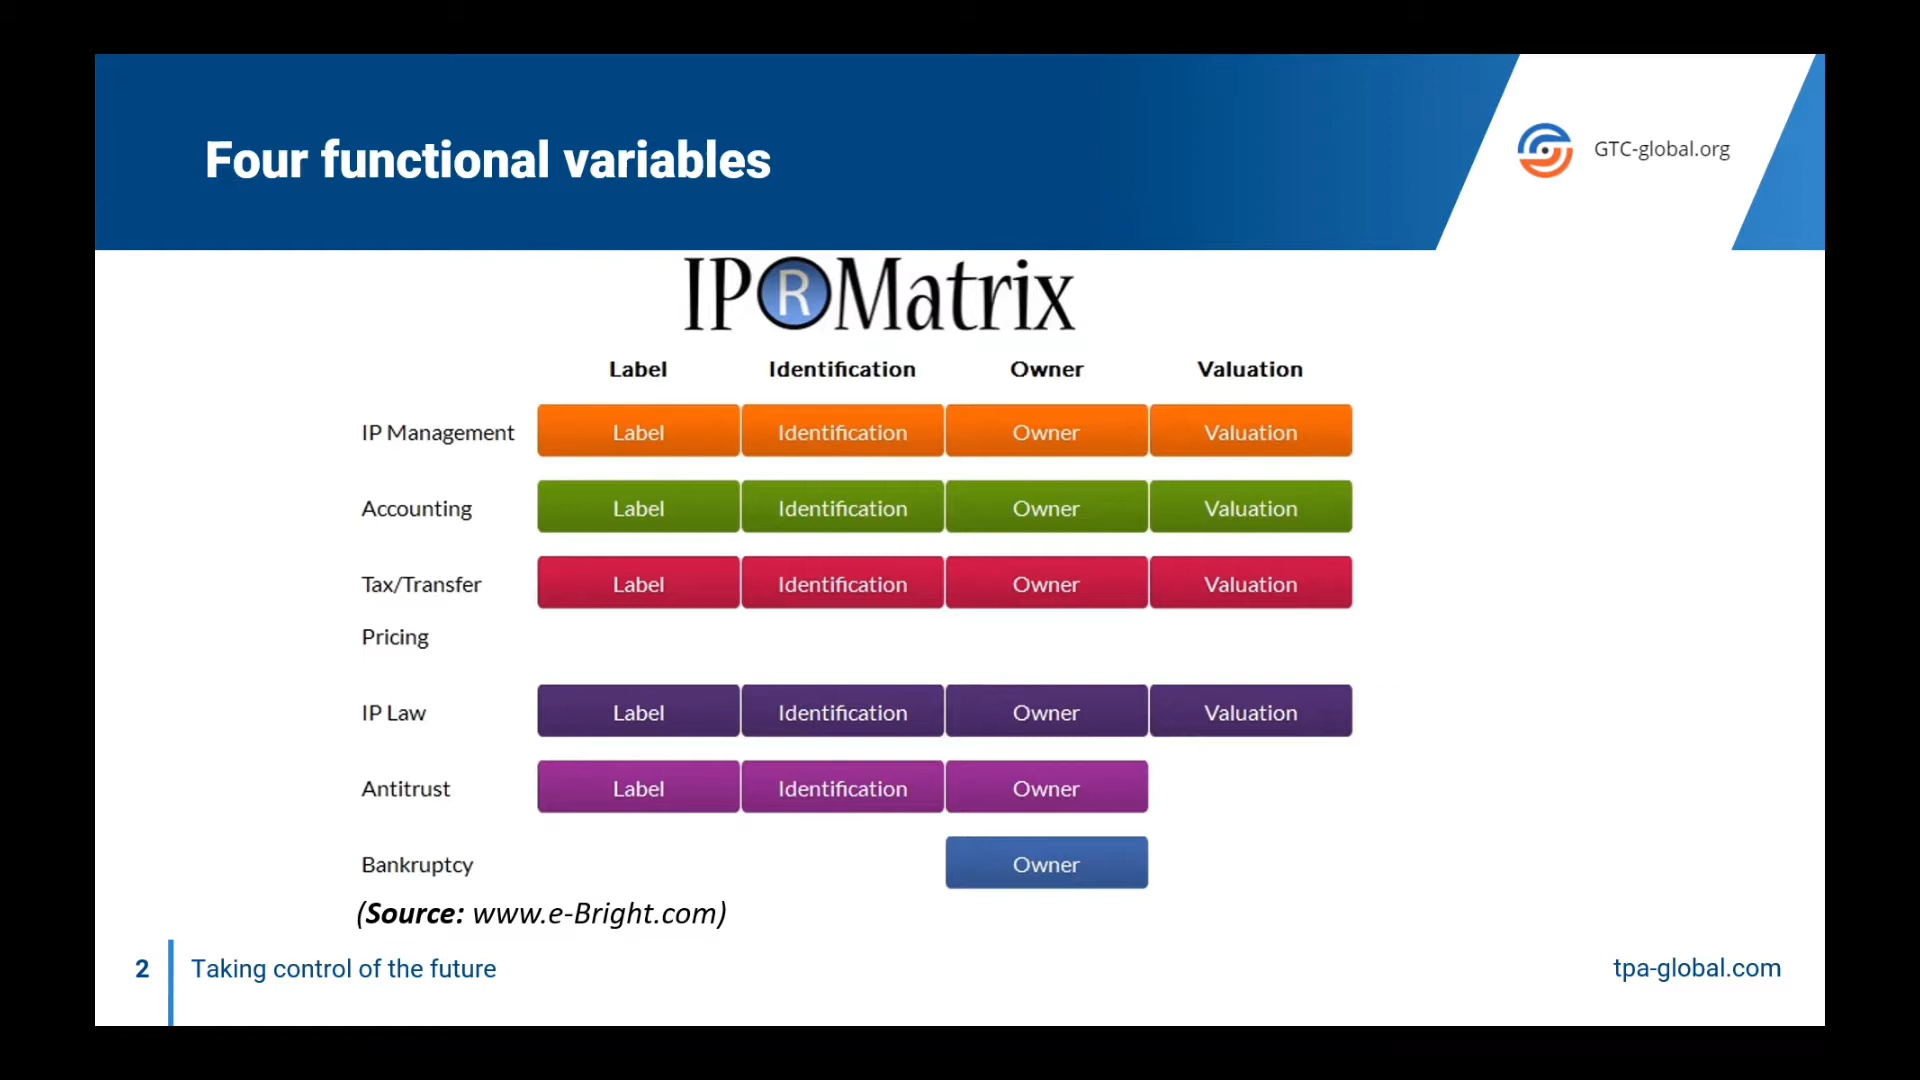 Four functional variables
GTC-global.org
IPRMatrix
Label Identification Owner Valuation
IP Management Label Identification Owner Valuation
Accounting Label Identification Owner Valuation
Tax/Transfer Label Identification Owner Valuation
Pricing
IP Law Label Identification Owner Valuation
Antitrust Label Identification Owner
Bankruptcy Owner
(Source: www.e-Bright.com)
2 Taking control of the future
tpa-global.com